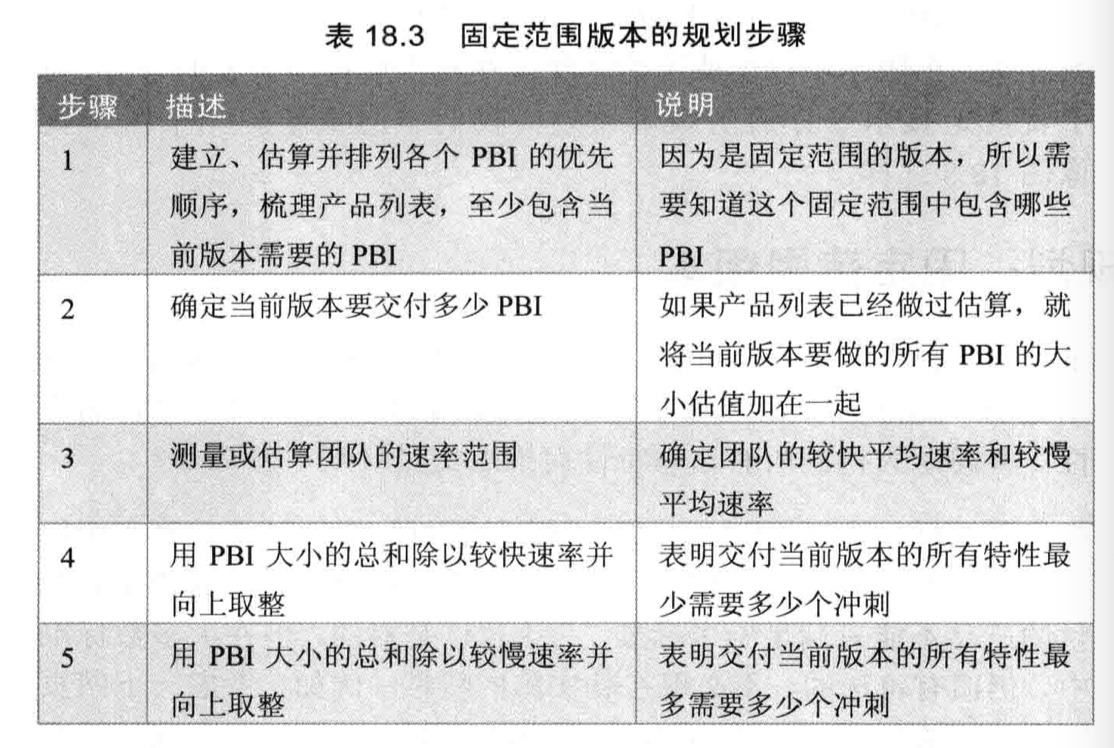 表 18.3 固定范围版本的规划步骤
步骤 描述 说明
1 建立、估算并排列各个 PBI 的优先 因为是固定范围的版本，所以需
顺序，梳理产品列表，至少包含当 要知道这个固定范围中包含哪些
前版本需要的 PBI PBI
2 确定当前版本要交付多少 PBI 如果产品列表已经做过估算，就
将当前版本要做的所有 PBI 的大
小估值加在一起
3 测量或估算团队的速率范围 确定团队的较快平均速率和较慢
平均速率
4 用 PBI 大小的总和除以较快速率并 表明交付当前版本的所有特性最
向上取整 少需要多少个冲刺
5 用 PBI 大小的总和除以较慢速率并 表明交付当前版本的所有特性最
向上取整 多需要多少个冲刺